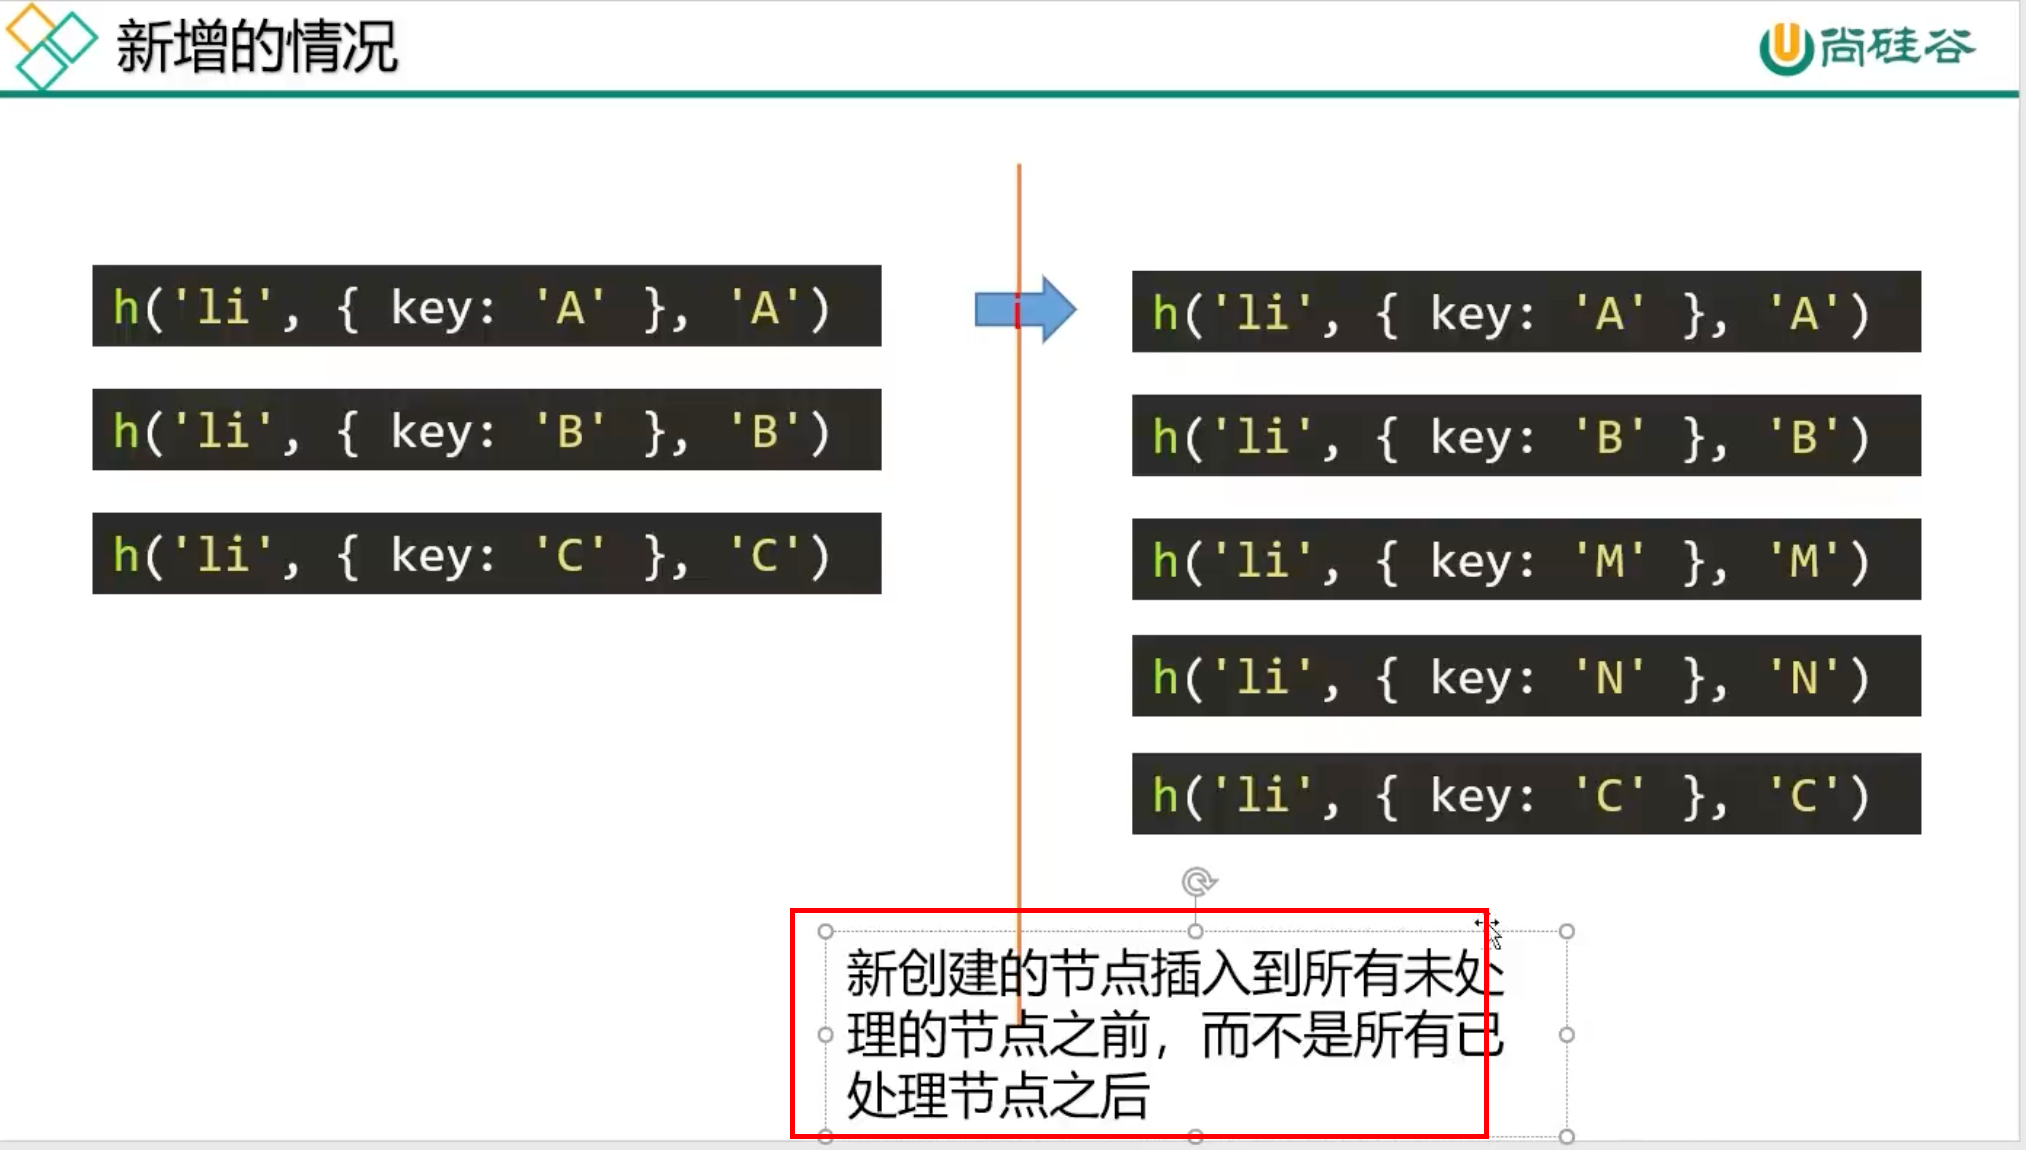 新增的情况
尚硅谷
h('li', { key: 'A' }, 'A')
h('li', { key: 'B' }, 'B')
h('li', { key: 'C' }, 'C')
h('li', { key: 'A' }, 'A')
h('li', { key: 'B' }, 'B')
h('li', { key: 'M' }, 'M')
h('li', { key: 'N' }, 'N')
h('li', { key: 'C' }, 'C')
新创建的节点插入到所有未处
理的节点之前，而不是所有已
处理节点之后